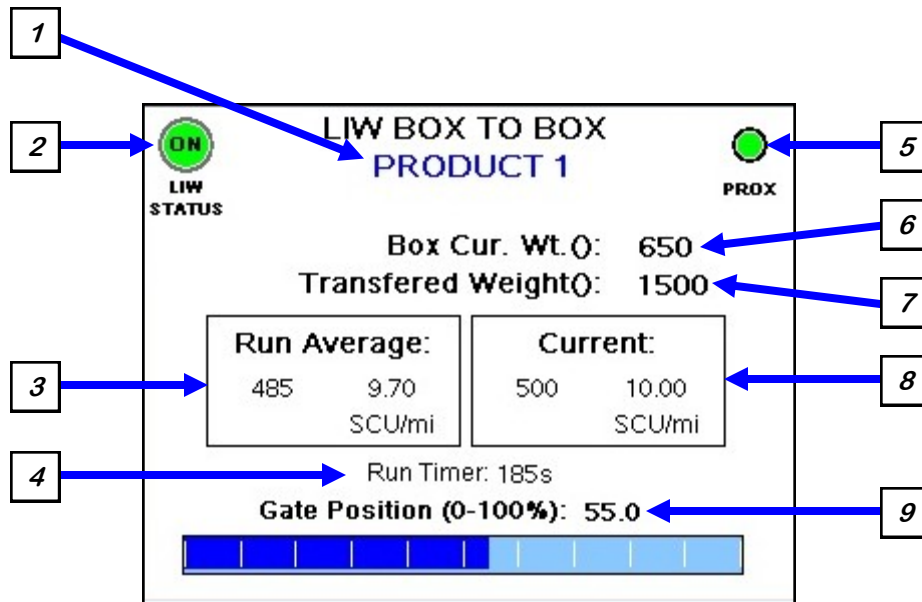 1
2
3
4
5
6
7
8
9
ON
LIW
STATUS
LIW BOX TO BOX
PRODUCT 1
PROX
Box Cur. Wt.(): 650
Transfered Weight(): 1500
Run Average:
485 9.70
SCU/mi
Current:
500 10.00
SCU/mi
Run Timer: 185s
Gate Position (0-100%): 55.0